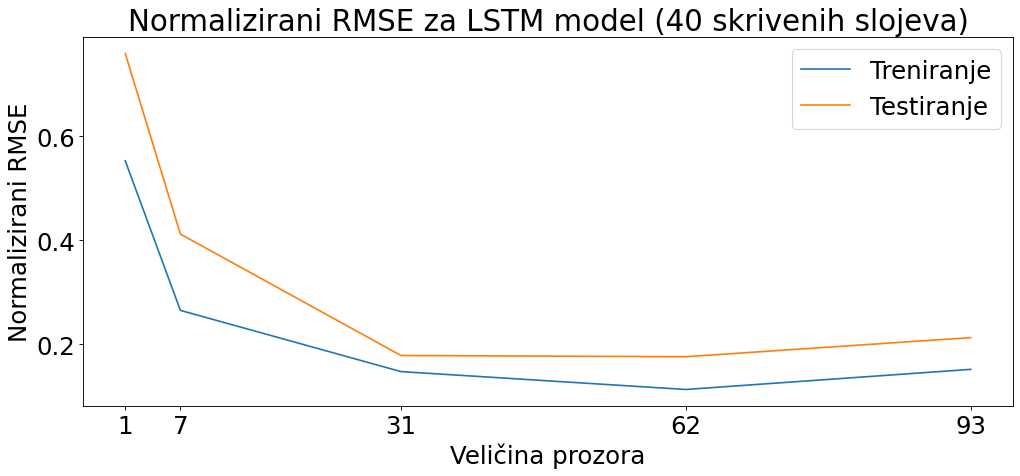 Normalizirani RMSE za LSTM model (40 skrivenih slojeva)
Treniranje
Testiranje
Normalizirani RMSE
0.6
0.4
0.2
1 7 31 62 93
Veličina prozora